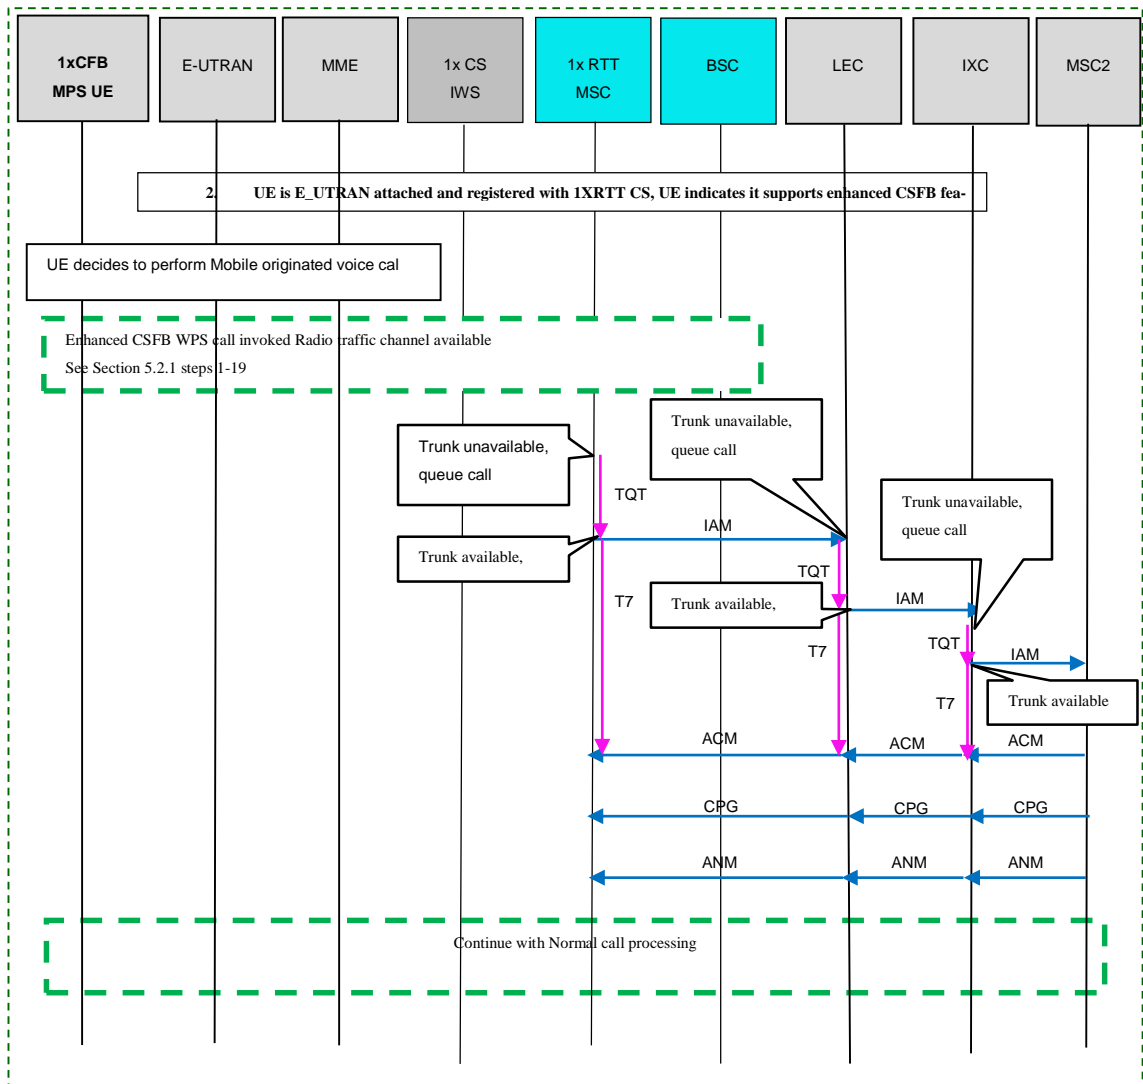 1xCFB
MPS UE
E-UTRAN
MME
1x CS
IWS
1x RTT
MSC
BSC
LEC
IXC
MSC2
2. UE is E_UTRAN attached and registered with 1XRTT CS, UE indicates it supports enhanced CSFB fea-
UE decides to perform Mobile originated voice cal
Enhanced CSFB WPS call invoked Radio traffic channel available
See Section 5.2.1 steps 1-19
Trunk unavailable,
queue call
Trunk unavailable,
queue call
Trunk unavailable,
queue call
TQT
IAM
Trunk available,
TQT
T7
Trunk available,
IAM
T7
TQT
IAM
T7
Trunk available
ACM
ACM
ACM
CPG
CPG
CPG
ANM
ANM
ANM
Continue with Normal call processing